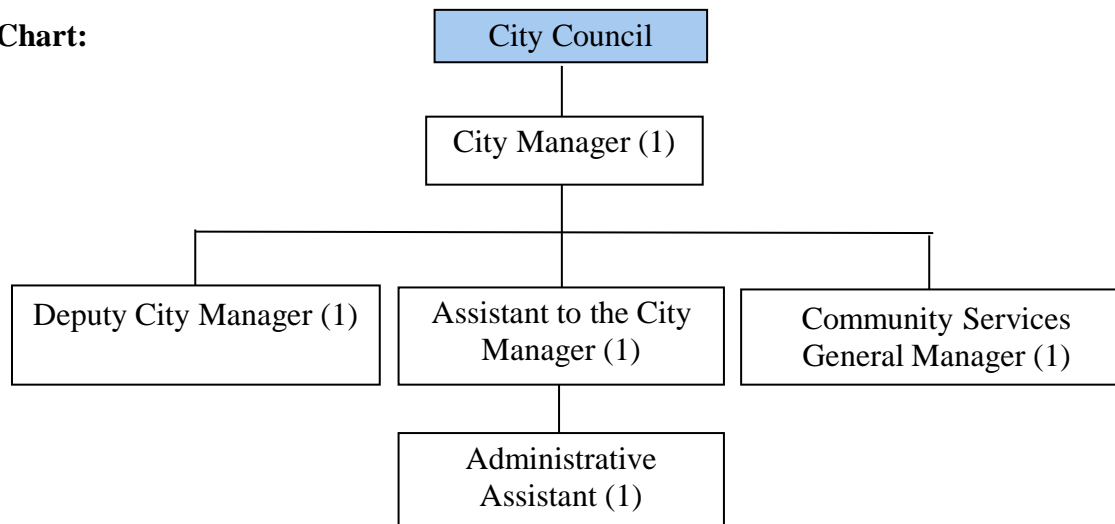 Chart:
City Council
City Manager (1)
Deputy City Manager (1)
Assistant to the City
Manager (1)
Community Services
General Manager (1)
Administrative
Assistant (1)